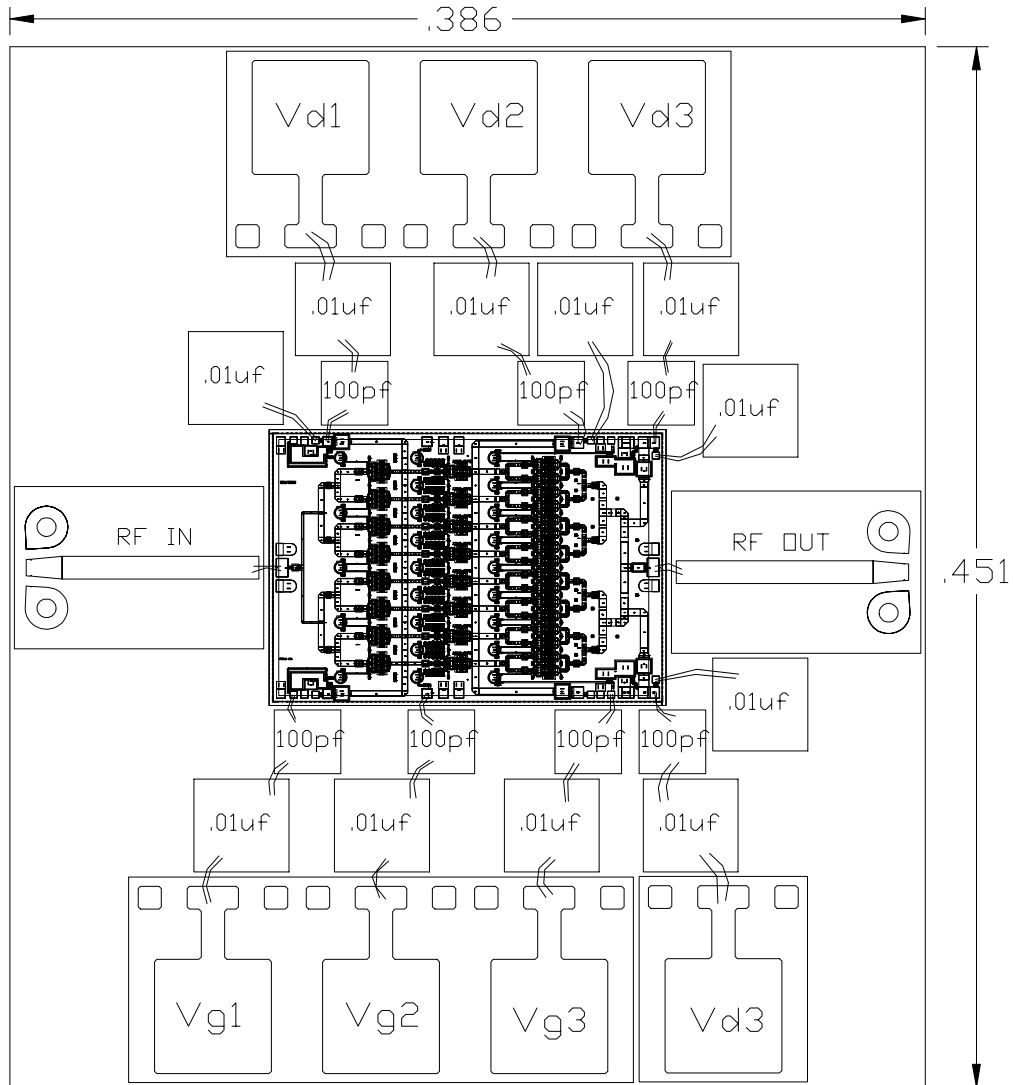 .386
Vd1 Vd2 Vd3
.01uf .01uf .01uf .01uf
.01uf 100pf 100pf 100pf .01uf
RF IN RF OUT
.451
.01uf
100pf 100pf 100pf 100pf
.01uf .01uf .01uf .01uf
Vg1 Vg2 Vg3 Vd3